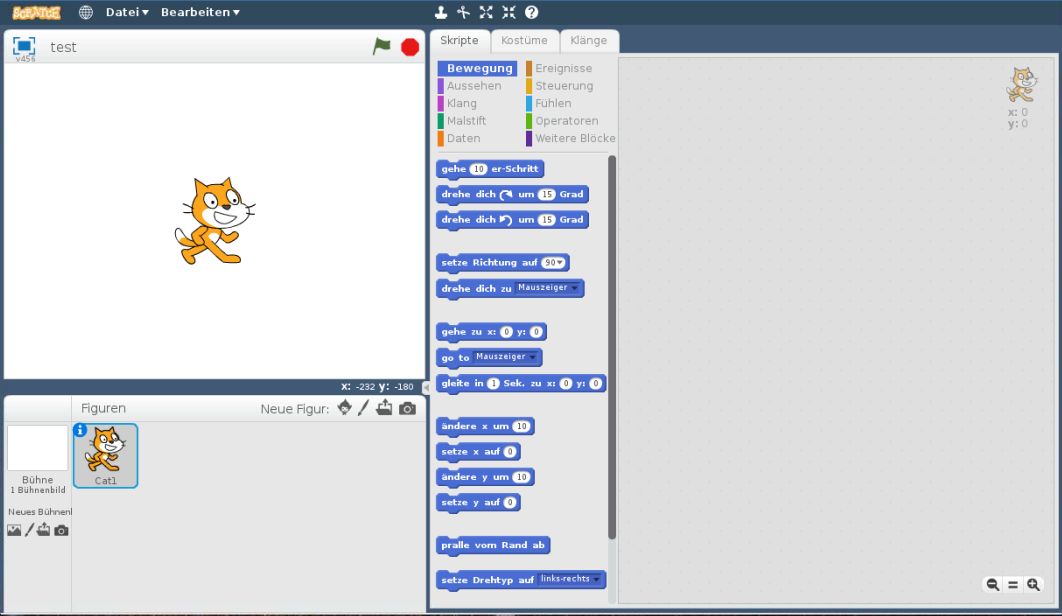 SCRATCH Datei Bearbeiten
test
v456
Skripte Kostüme Klänge
Bewegung Ereignisse
Aussehen Steuerung
Klang Fühlen
Malstift Operatoren
Daten Weitere Blöcke
x: 0
y: 0
gehe 10 er-Schritt
drehe dich um 15 Grad
drehe dich um 15 Grad
setze Richtung auf 90
drehe dich zu Mauszeiger
gehe zu x: 0 y: 0
go to Mauszeiger
gleite in 1 Sek. zu x: 0 y: 0
ändere x um 10
setze x auf 0
ändere y um 10
setze y auf 0
pralle vom Rand ab
setze Drehtyp auf links-rechts
x: -232 y: -180
Figuren Neue Figur:
Cat1
Bühne
1 Bühnenbild
Neues Bühnenl